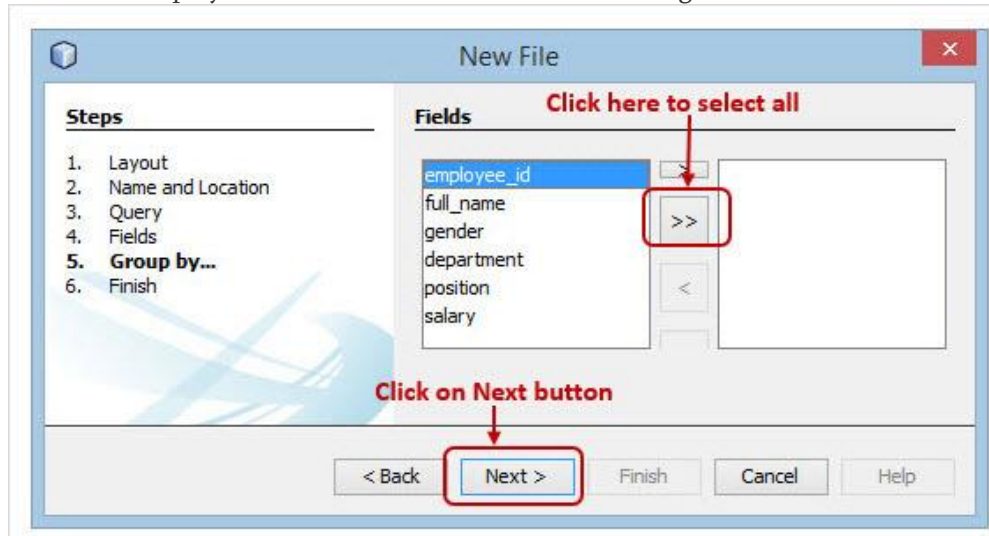 New File
Steps
1. Layout
2. Name and Location
3. Query
4. Fields
5. Group by...
6. Finish
Click here to select all
Fields
employee_id
full_name
gender
department
position
salary
>
>>
<
Click on Next button
< Back
Next >
Finish
Cancel
Help